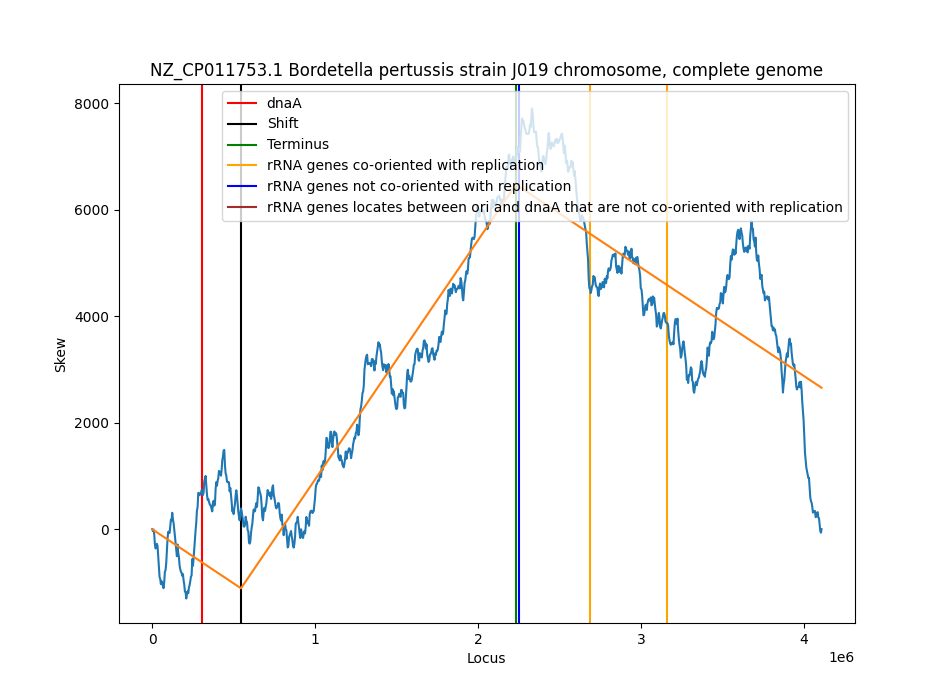 NZ_CP011753.1 Bordetella pertussis strain J019 chromosome, complete genome
dnaA
Shift
Terminus
rRNA genes co-oriented with replication
rRNA genes not co-oriented with replication
rRNA genes locates between ori and dnaA that are not co-oriented with replication
8000
6000
4000
2000
0
Skew
0 1 2 3 4
1e6
Locus